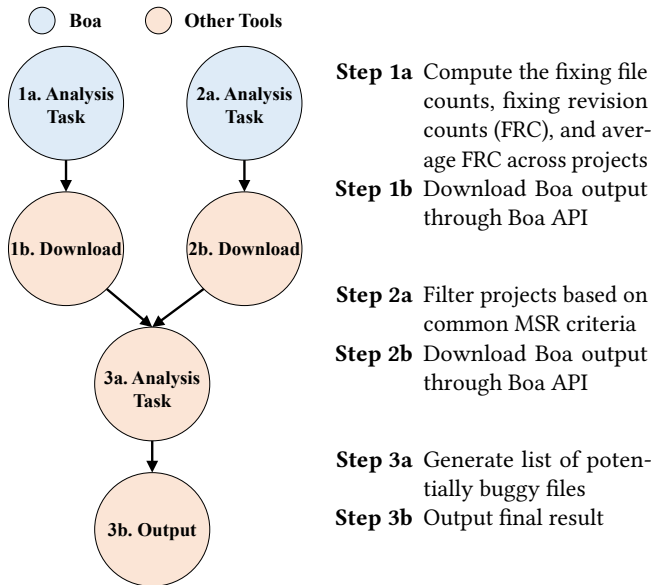 Boa
Other Tools
1a. Analysis
Task
2a. Analysis
Task
1b. Download
2b. Download
3a. Analysis
Task
3b. Output
Step 1a Compute the fixing file
counts, fixing revision
counts (FRC), and aver-
age FRC across projects
Step 1b Download Boa output
through Boa API
Step 2a Filter projects based on
common MSR criteria
Step 2b Download Boa output
through Boa API
Step 3a Generate list of poten-
tially buggy files
Step 3b Output final result